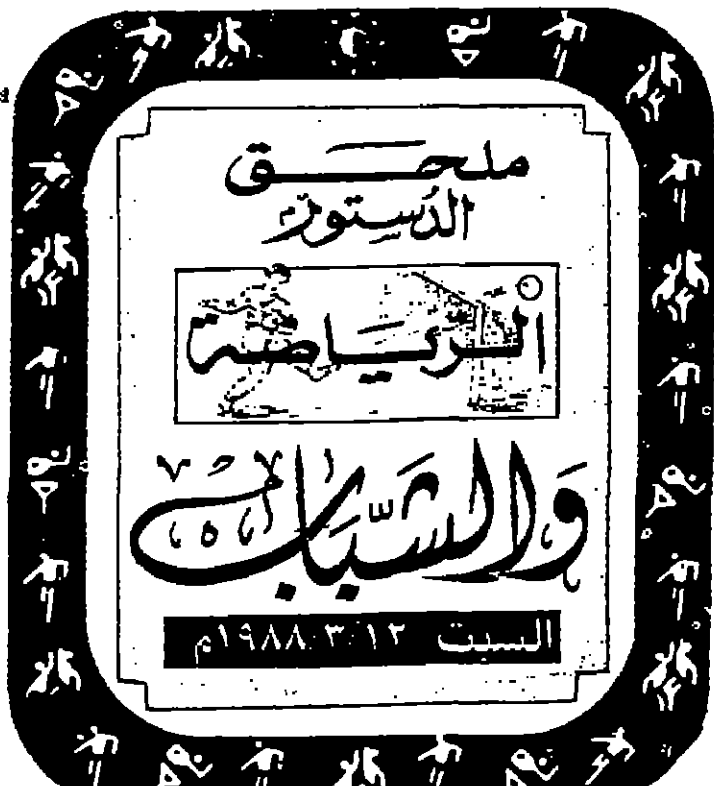 ملحق
الدستور
الرياضة
والشباب
السبت ١٩٨٨/٣/١٢م